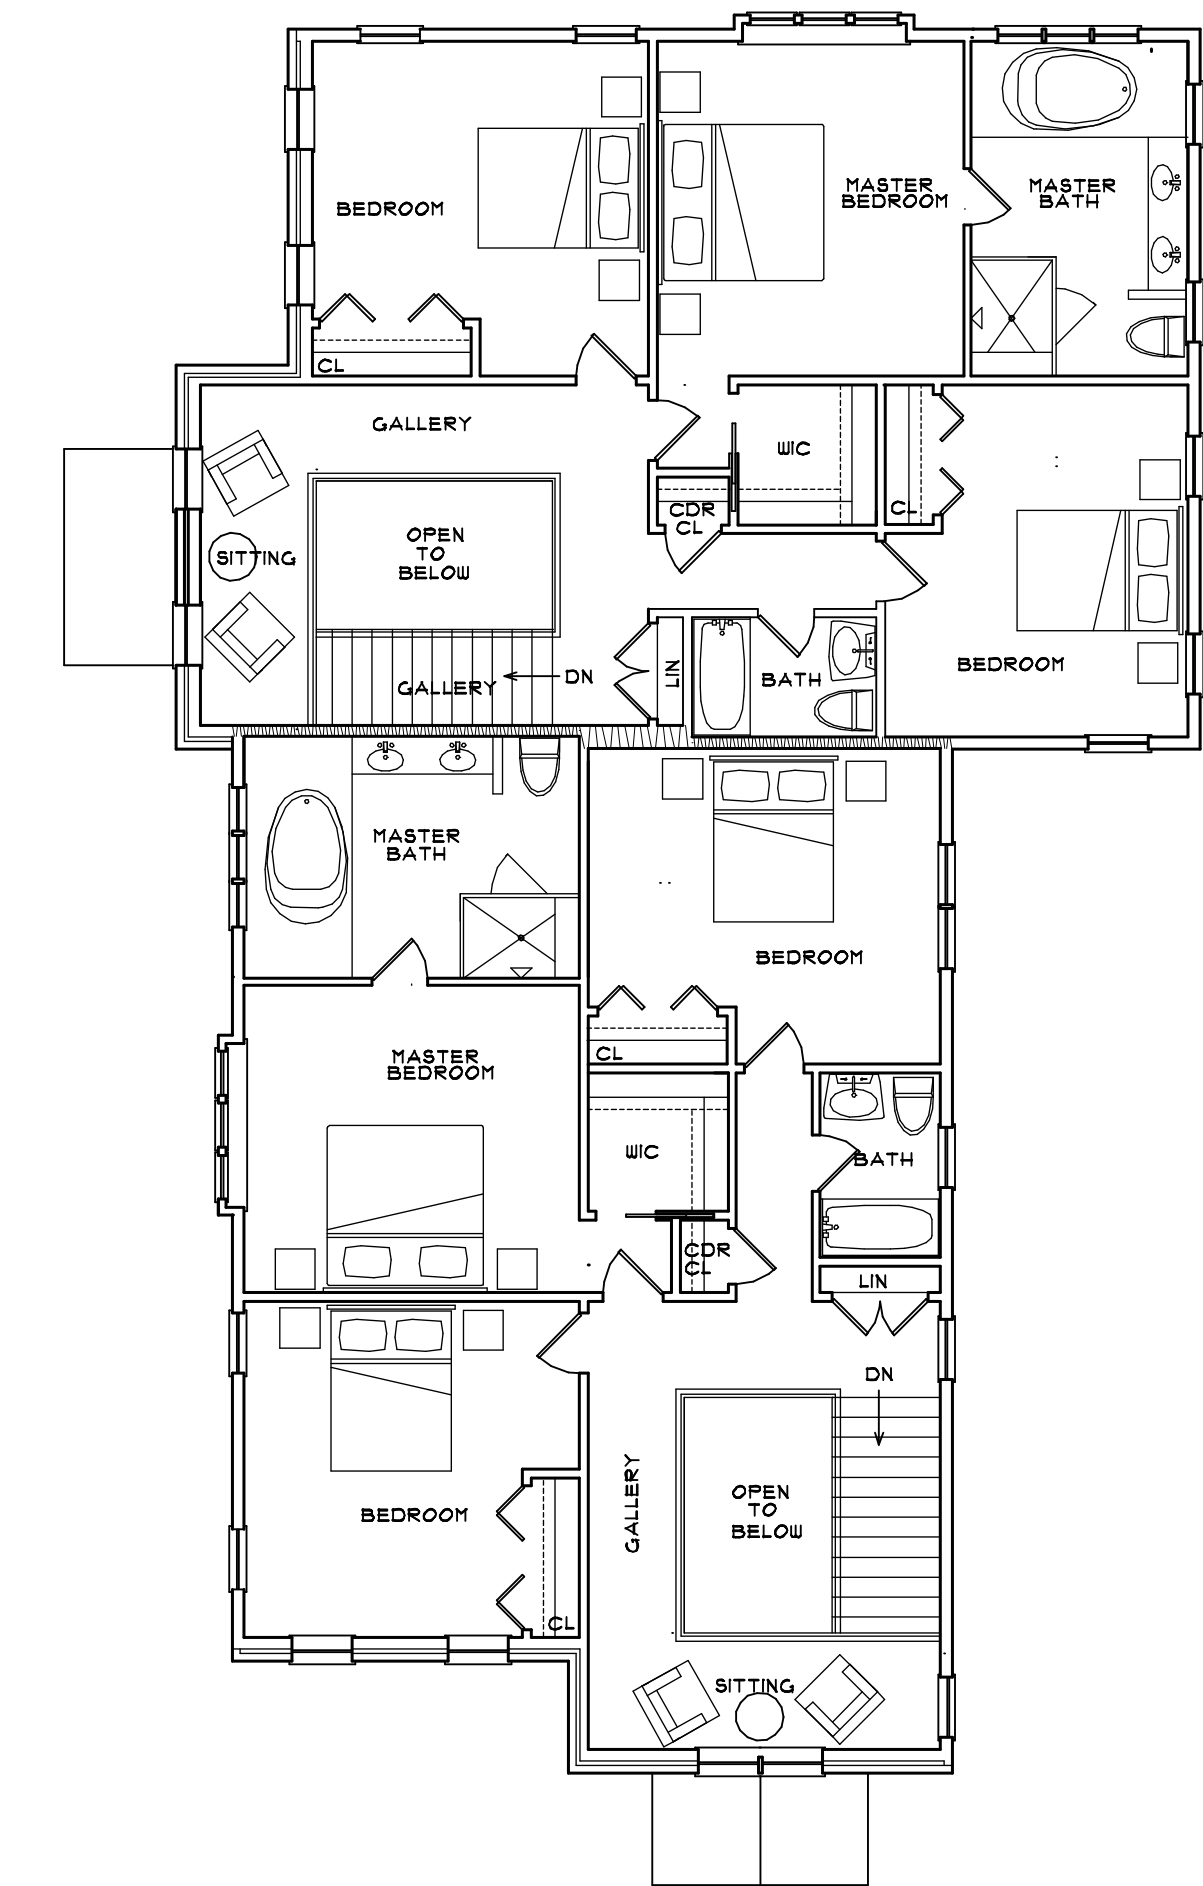 MASTER
BEDROOM
MASTER
BATH
BEDROOM
CL
GALLERY
WIC
CDR
CL
CL
OPEN
TO
BELOW
SITTING
GALLERY
DN
LIN
BATH
BEDROOM
MASTER
BATH
BEDROOM
MASTER
BEDROOM
CL
WIC
BATH
CDR
CL
LIN
DN
GALLERY
OPEN
TO
BELOW
BEDROOM
CL
SITTING